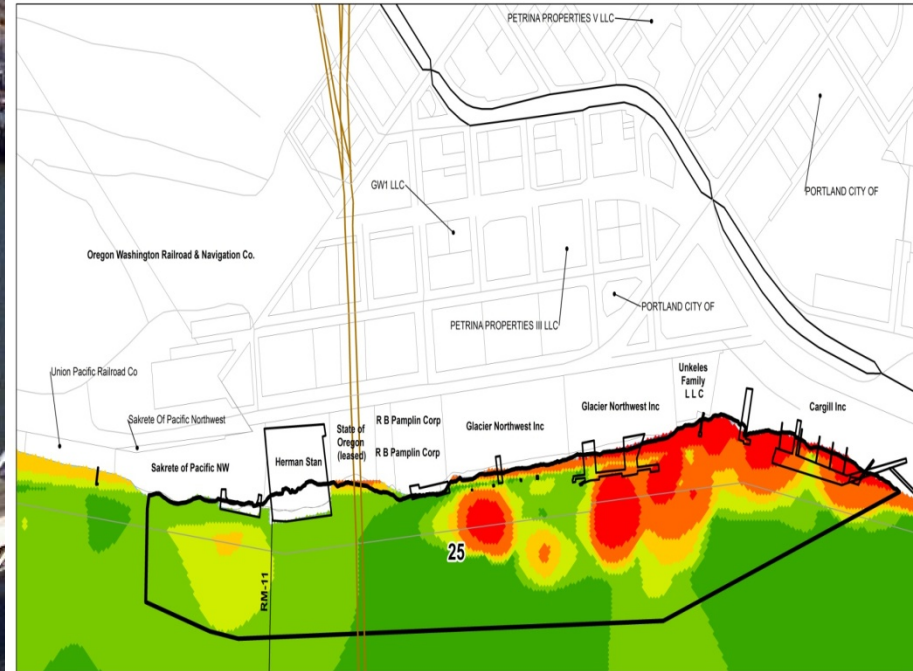 PETRINA PROPERTIES V LLC
GW1 LLC
PORTLAND CITY OF
Oregon Washington Railroad & Navigation Co.
PORTLAND CITY OF
PETRINA PROPERTIES III LLC
Union Pacific Railroad Co
Unkeles
Family
L L C
Sakrete Of Pacific Northwest
Cargill Inc
Glacier Northwest Inc
R B Pamplin Corp
Glacier Northwest Inc
State of
Oregon
(leased)
R B Pamplin Corp
Herman Stan
Sakrete of Pacific NW
25
RM-11